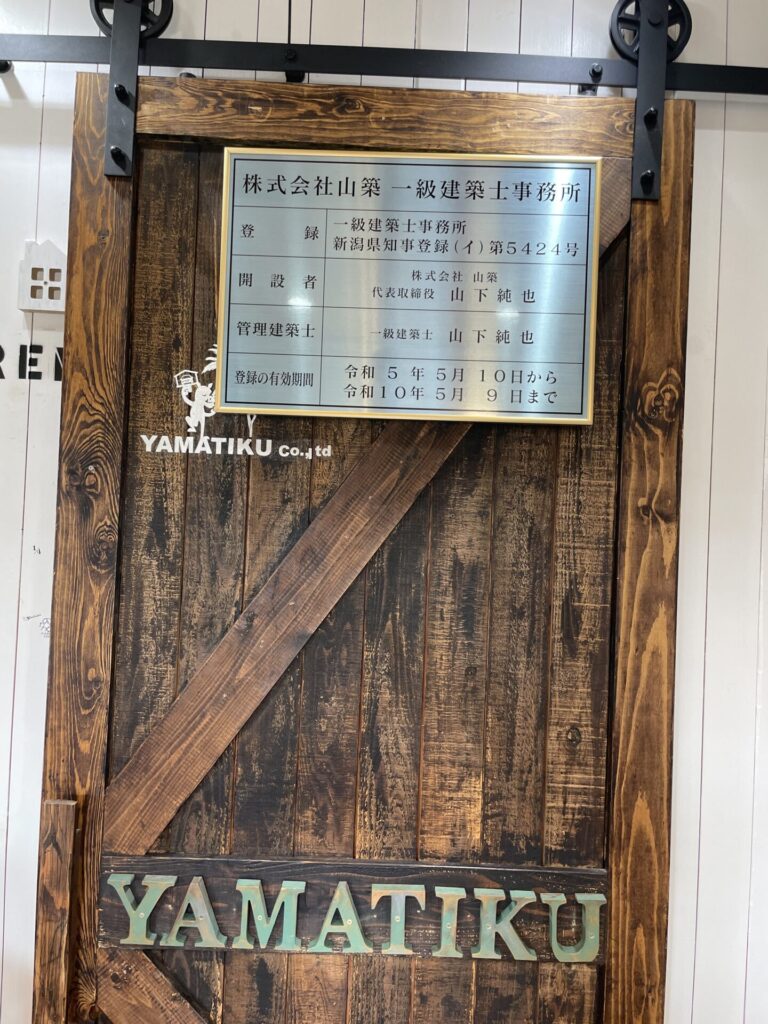 株式会社山築 一級建築士事務所
登 録 一級建築士事務所
新潟県知事登録(イ)第5424号
開 設 者 株式会社 山築
代表取締役 山下純也
管理建築士 一級建築士 山下純也
登録の有効期間 令和 5 年 5月 10日から
令和10年 5月 9日まで
REN
YAMATIKU co.,ltd
YAMATIKU